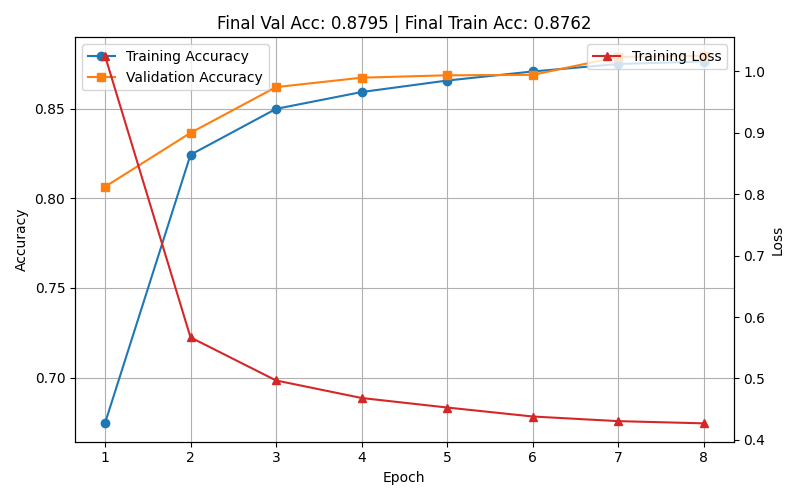 Final Val Acc: 0.8795 | Final Train Acc: 0.8762
Training Accuracy
Validation Accuracy
Training Loss
Accuracy
0.85
0.80
0.75
0.70
Loss
1.0
0.9
0.8
0.7
0.6
0.5
0.4
1 2 3 4 5 6 7 8
Epoch